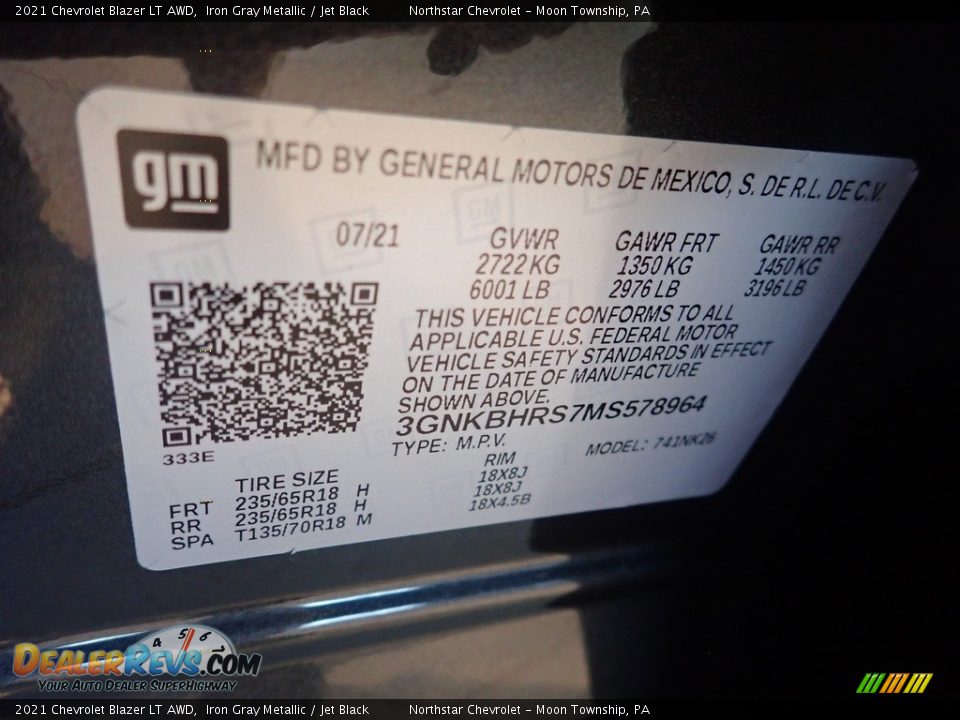 2021 Chevrolet Blazer LT AWD, Iron Gray Metallic / Jet Black Northstar Chevrolet - Moon Township, PA
gm MFD BY GENERAL MOTORS DE MEXICO, S. DE R.L. DE C.V.
07/21 GVWR GAWR FRT GAWR RR
2722 KG 1350 KG 1450 KG
6001 LB 2976 LB 3196 LB
THIS VEHICLE CONFORMS TO ALL
APPLICABLE U.S. FEDERAL MOTOR
VEHICLE SAFETY STANDARDS IN EFFECT
ON THE DATE OF MANUFACTURE
SHOWN ABOVE.
3GNKBHRS7MS578964
333E TYPE: M.P.V. MODEL: 741NK26
TIRE SIZE RIM
FRT 235/65R18 H 18X8J
RR 235/65R18 H 18X8J
SPA T135/70R18 M 18X4.5B
4 5 6
DealerRevs.com
Your Auto Dealer SuperHighway
2021 Chevrolet Blazer LT AWD, Iron Gray Metallic / Jet Black Northstar Chevrolet - Moon Township, PA